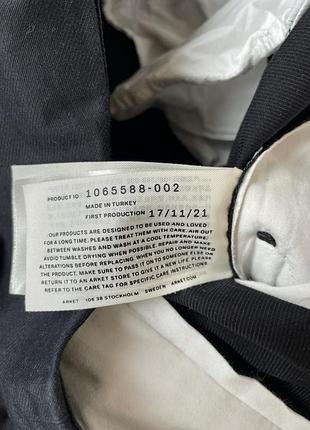 PRODUCT ID 1065588-002
MADE IN TURKEY
FIRST PRODUCTION 17/11/21
OUR PRODUCTS ARE DESIGNED TO BE USED AND LOVED
FOR A LONG TIME. PLEASE TREAT THEM WITH CARE; AIR OUT
BETWEEN WASHES AND WASH AT A COOL TEMPERATURE.
AVOID TUMBLE DRYING WHEN POSSIBLE. REPAIR AND MAKE
ALTERATIONS BEFORE REPLACING. WHEN YOU NO LONGER NEED
THE PRODUCT, MAKE SURE TO PASS IT ON TO SOMEONE ELSE OR
RETURN IT TO AN ARKET STORE TO GIVE IT A NEW LIFE.
REFER TO THE CARE TAG FOR SPECIFIC CARE INSTRUCTIONS.
ARKET 106 38 STOCKHOLM SWEDEN ARKET.COM